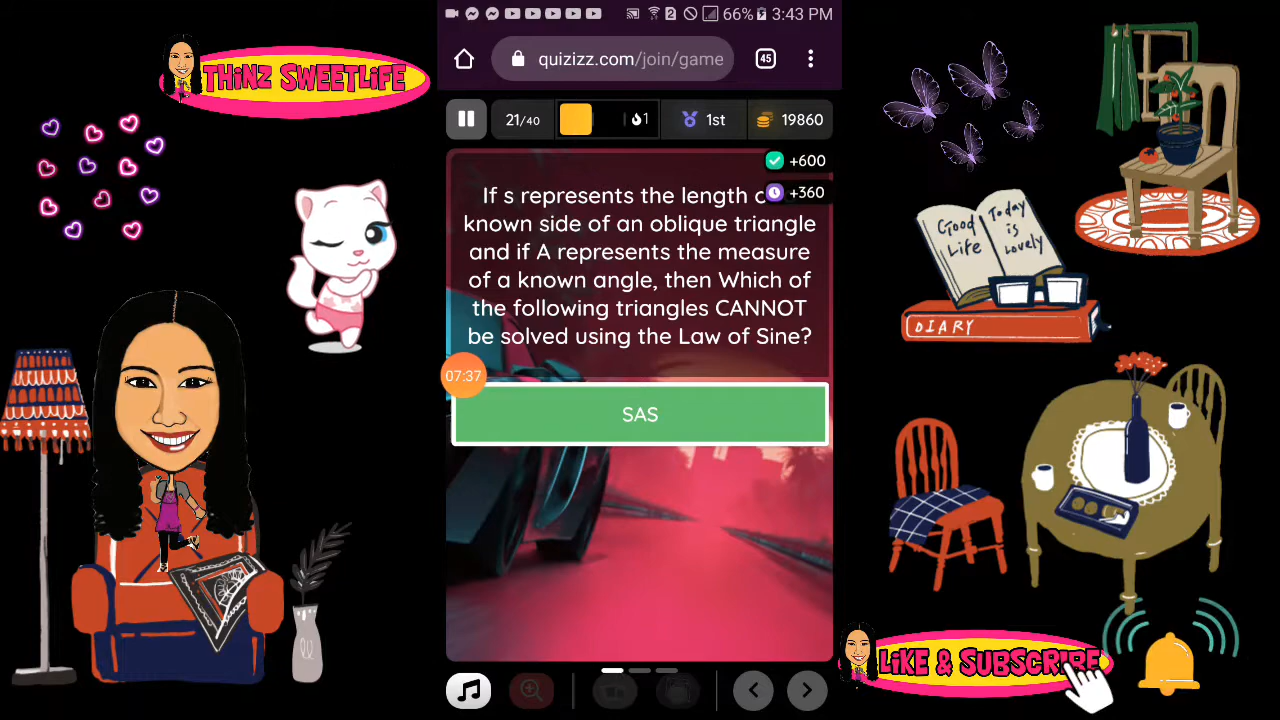 THiNZ SWEETLiFE
2 66% 3:43 PM
quizizz.com/join/game
45
21/40
1
1st
19860
+600
+360
If s represents the length
known side of an oblique triangle
and if A represents the measure
of a known angle, then Which of
the following triangles CANNOT
be solved using the Law of Sine?
07:37
SAS
Good
Life
Today
is
Lovely
DIARY
LiKE & SUBSCRiBE